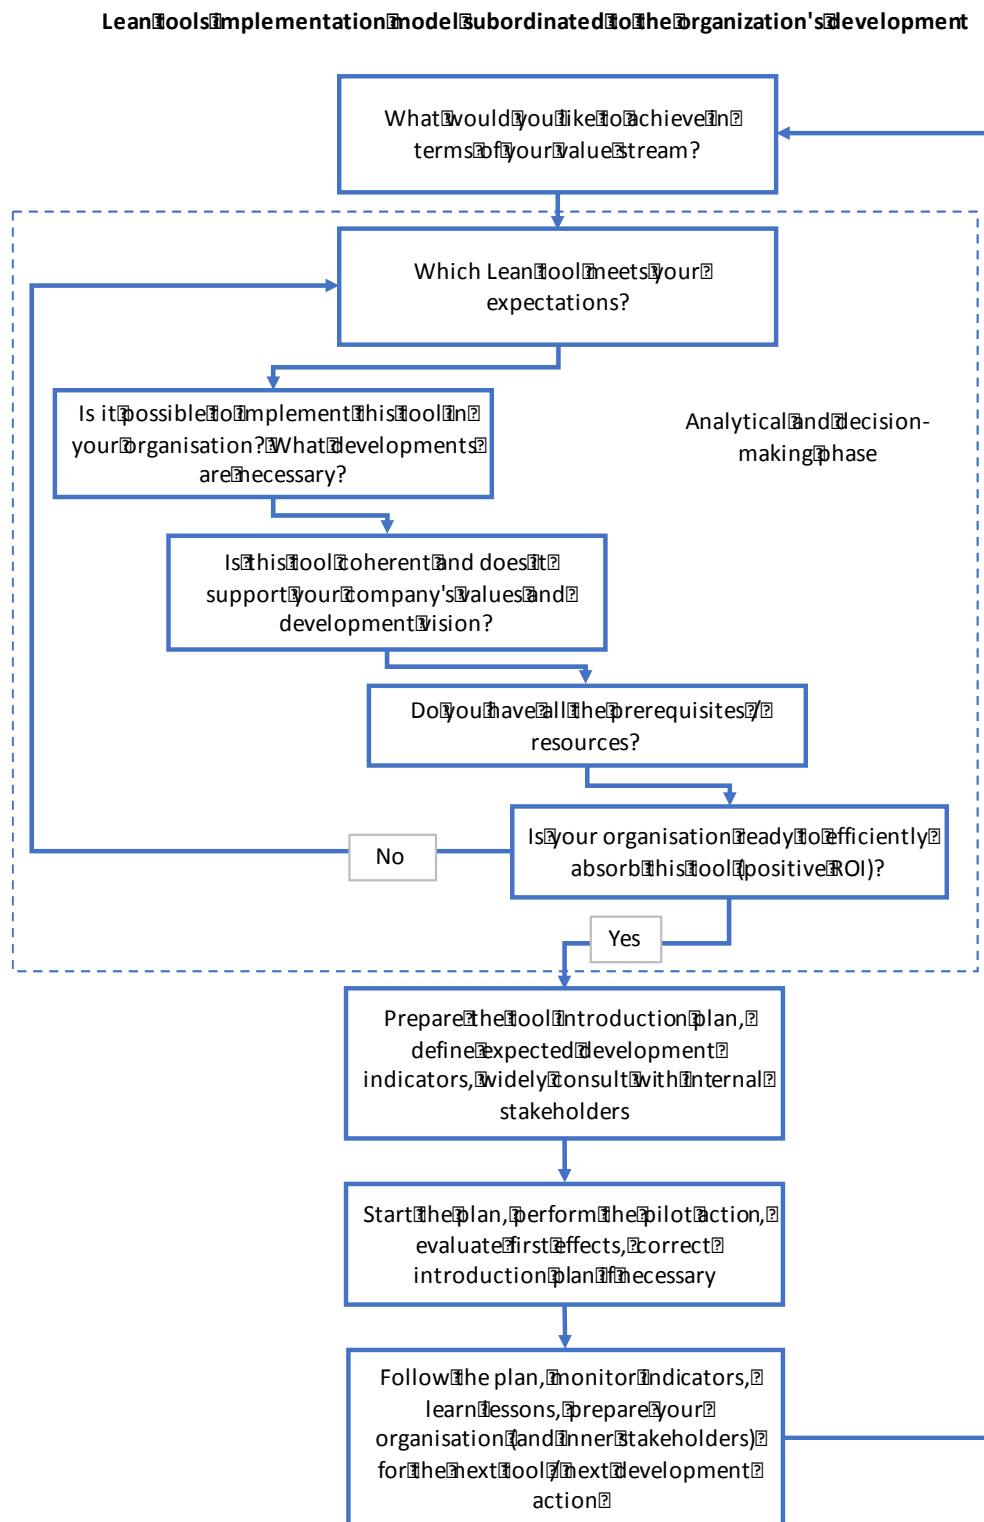 Lean tools implementation model subordinated to the organization's development
What would you like to achieve in
terms of your value stream?
Which Lean tool meets your
expectations?
Is it possible to implement this tool in
your organisation? What developments
are necessary?
Analytical and decision-
making phase
Is this tool coherent and does it
support your company's values and
development vision?
Do you have all the prerequisites /
resources?
Is your organisation ready to efficiently
absorb this tool (positive ROI)?
No
Yes
Prepare the tool introduction plan,
define expected development
indicators, widely consult with internal
stakeholders
Start the plan, perform the pilot action,
evaluate first effects, correct
introduction plan if necessary
Follow the plan, monitor indicators,
learn lessons, prepare your
organisation (and inner stakeholders)
for the next tool / next development
action